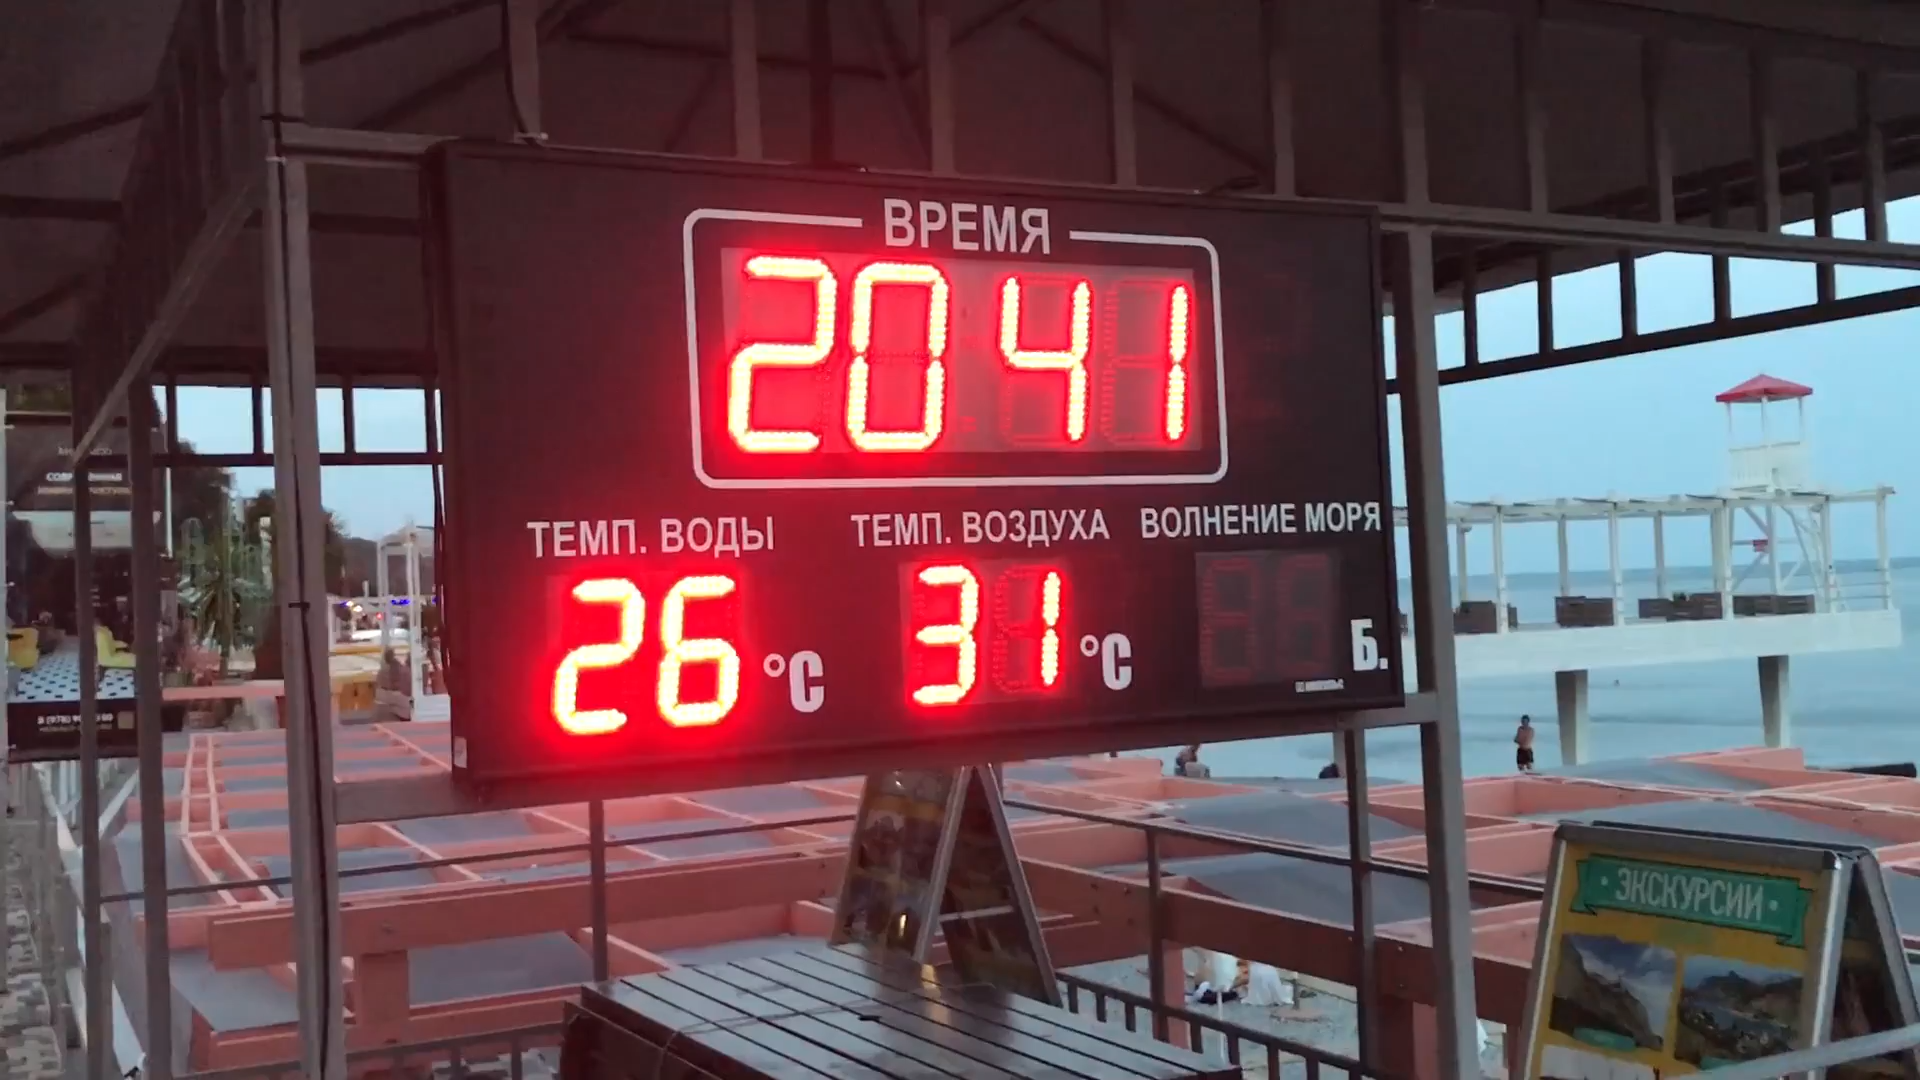 ВРЕМЯ
20 41
ТЕМП. ВОДЫ
ТЕМП. ВОЗДУХА
ВОЛНЕНИЕ МОРЯ
26 °C
31 °C
Б.
ЭКСКУРСИИ